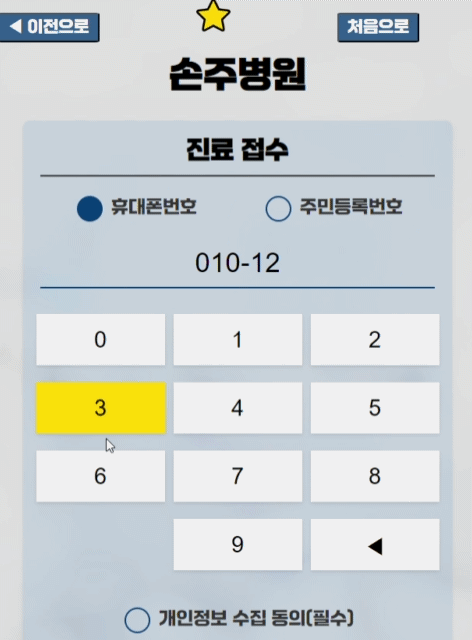 ◀ 이전으로
처음으로
손주병원
진료 접수
휴대폰번호 주민등록번호
010-12
0 1 2
3 4 5
6 7 8
9 ◀
개인정보 수집 동의(필수)